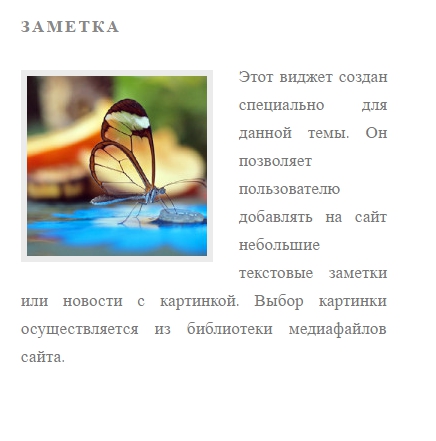 ЗАМЕТКА
Этот виджет создан
специально для
данной темы. Он
позволяет
пользователю
добавлять на сайт
небольшие
текстовые заметки
или новости с картинкой. Выбор картинки
осуществляется из библиотеки медиафайлов
сайта.